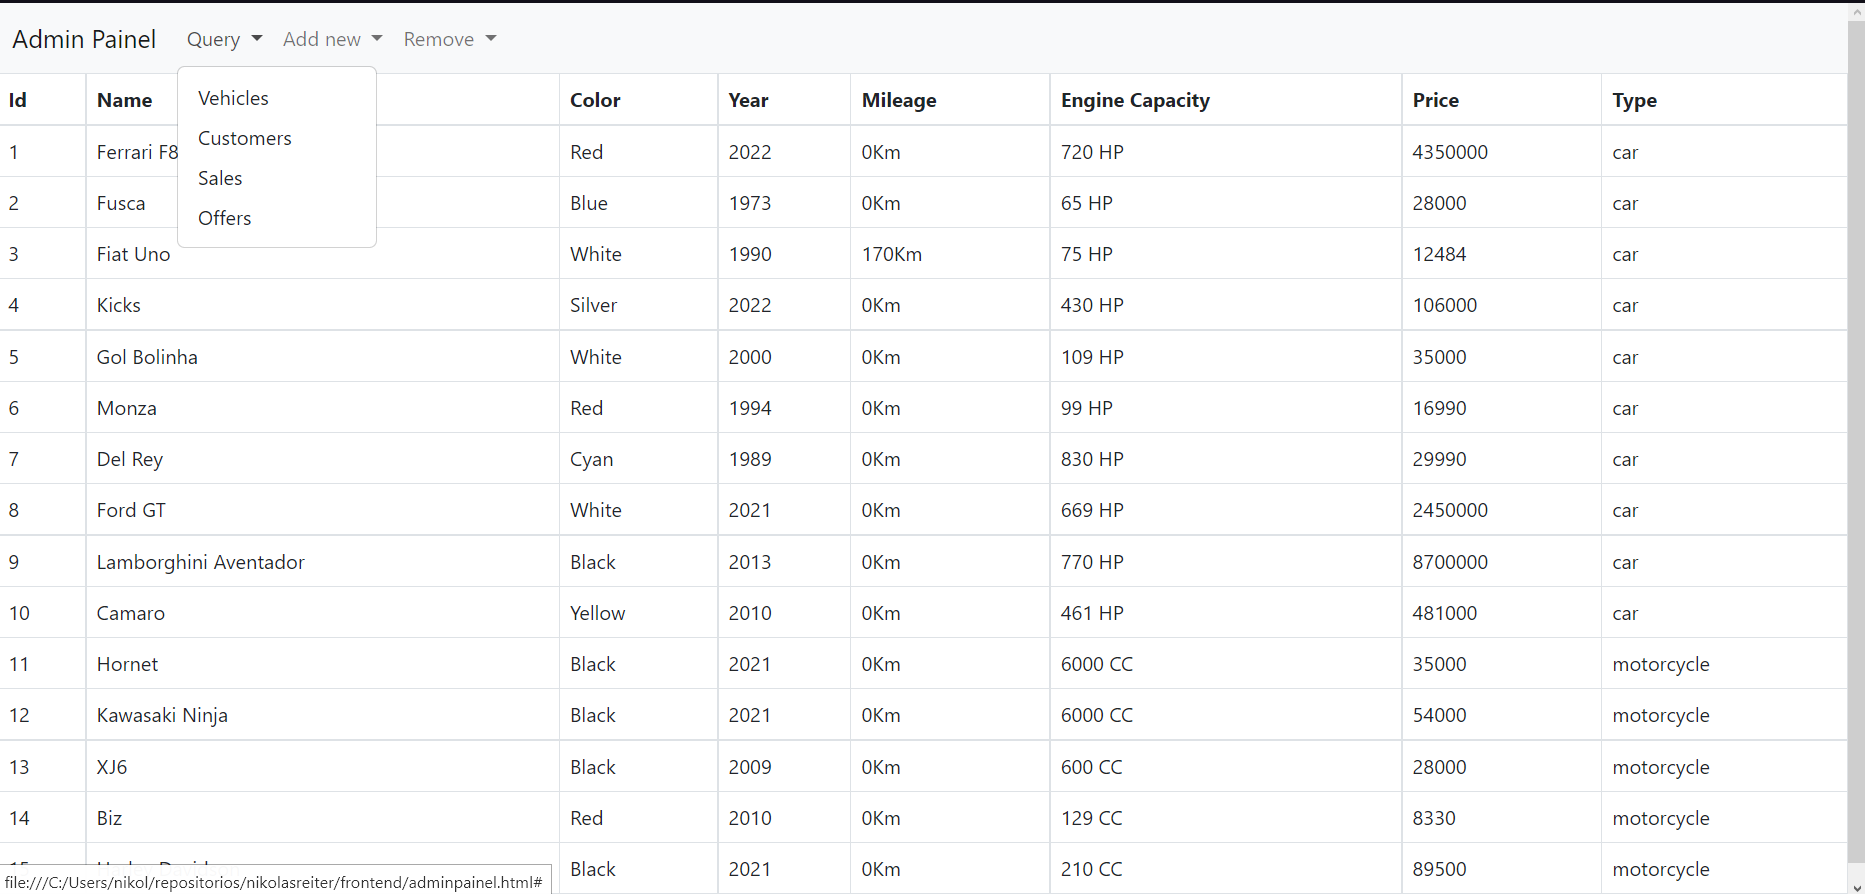 Admin Painel Query Add new Remove
Vehicles
Customers
Sales
Offers
Id Name Color Year Mileage Engine Capacity Price Type
1 Ferrari F8 Red 2022 0Km 720 HP 4350000 car
2 Fusca Blue 1973 0Km 65 HP 28000 car
3 Fiat Uno White 1990 170Km 75 HP 12484 car
4 Kicks Silver 2022 0Km 430 HP 106000 car
5 Gol Bolinha White 2000 0Km 109 HP 35000 car
6 Monza Red 1994 0Km 99 HP 16990 car
7 Del Rey Cyan 1989 0Km 830 HP 29990 car
8 Ford GT White 2021 0Km 669 HP 2450000 car
9 Lamborghini Aventador Black 2013 0Km 770 HP 8700000 car
10 Camaro Yellow 2010 0Km 461 HP 481000 car
11 Hornet Black 2021 0Km 6000 CC 35000 motorcycle
12 Kawasaki Ninja Black 2021 0Km 6000 CC 54000 motorcycle
13 XJ6 Black 2009 0Km 600 CC 28000 motorcycle
14 Biz Red 2010 0Km 129 CC 8330 motorcycle
Black 2021 0Km 210 CC 89500 motorcycle
file:///C:/Users/nikol/repositorios/nikolasreiter/frontend/adminpainel.html#